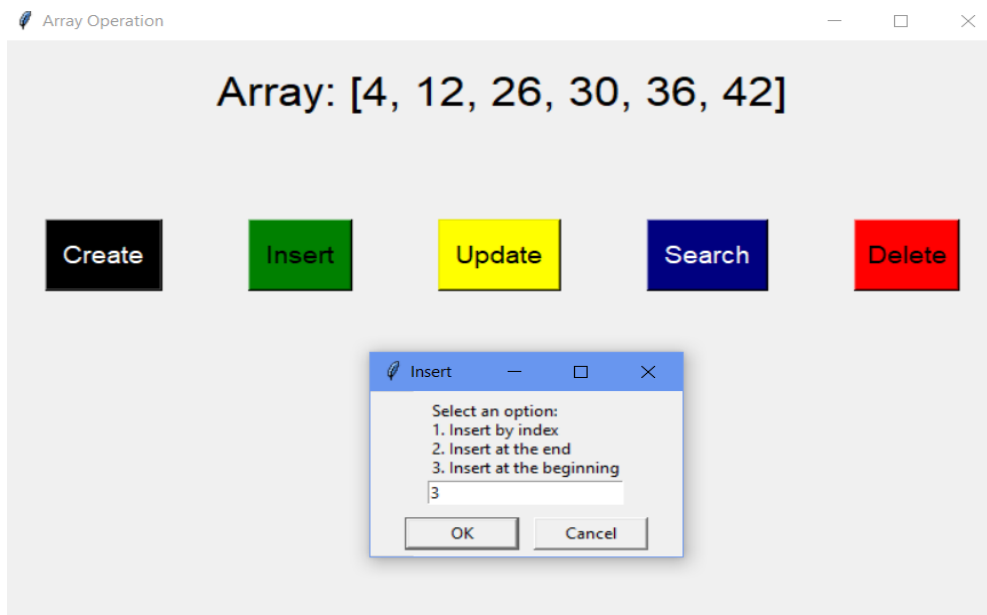 Array Operation
Array: [4, 12, 26, 30, 36, 42]
Create Insert Update Search Delete
Insert
Select an option:
1. Insert by index
2. Insert at the end
3. Insert at the beginning
3
OK Cancel